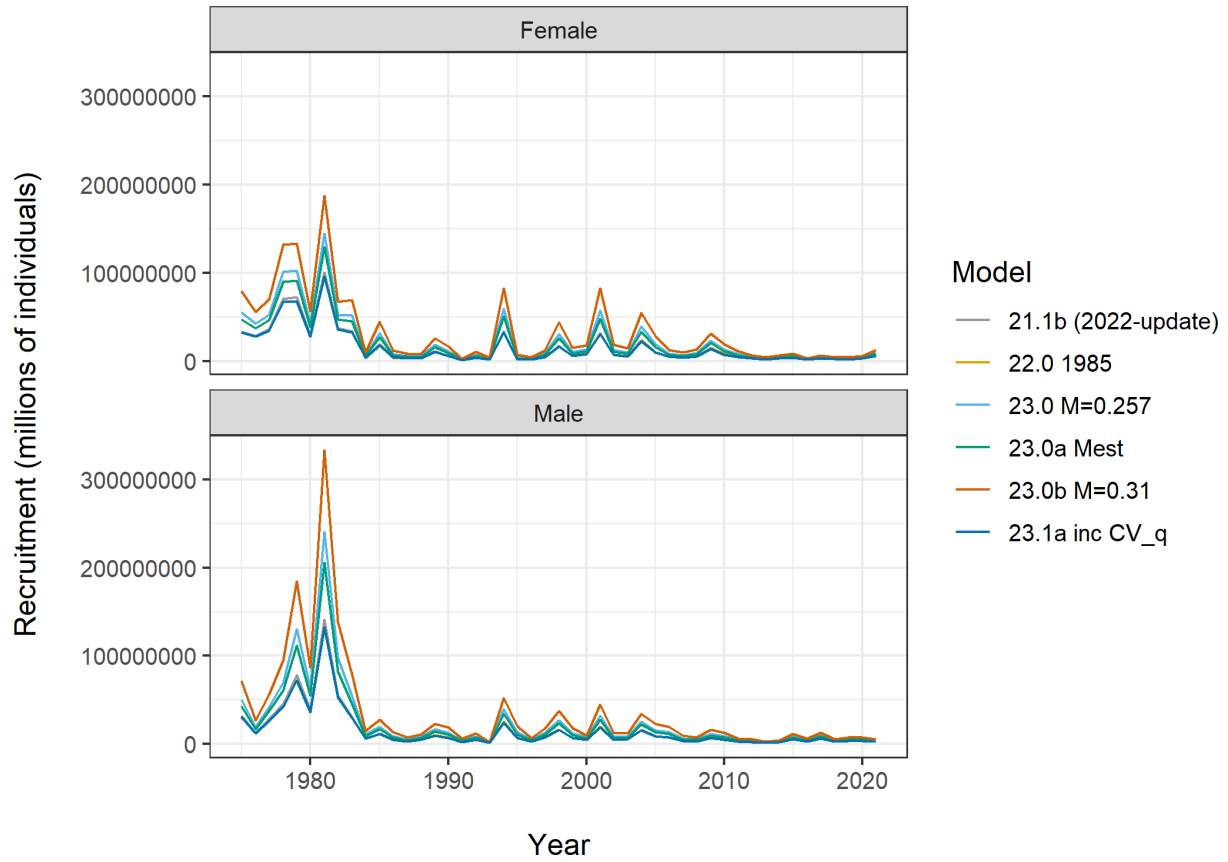 Female
300000000
200000000
100000000
0
Male
300000000
200000000
100000000
0
1980
1990
2000
2010
2020
Year
Recruitment (millions of individuals)
Model
21.1b (2022-update)
22.0 1985
23.0 M=0.257
23.0a Mest
23.0b M=0.31
23.1a inc CV_q